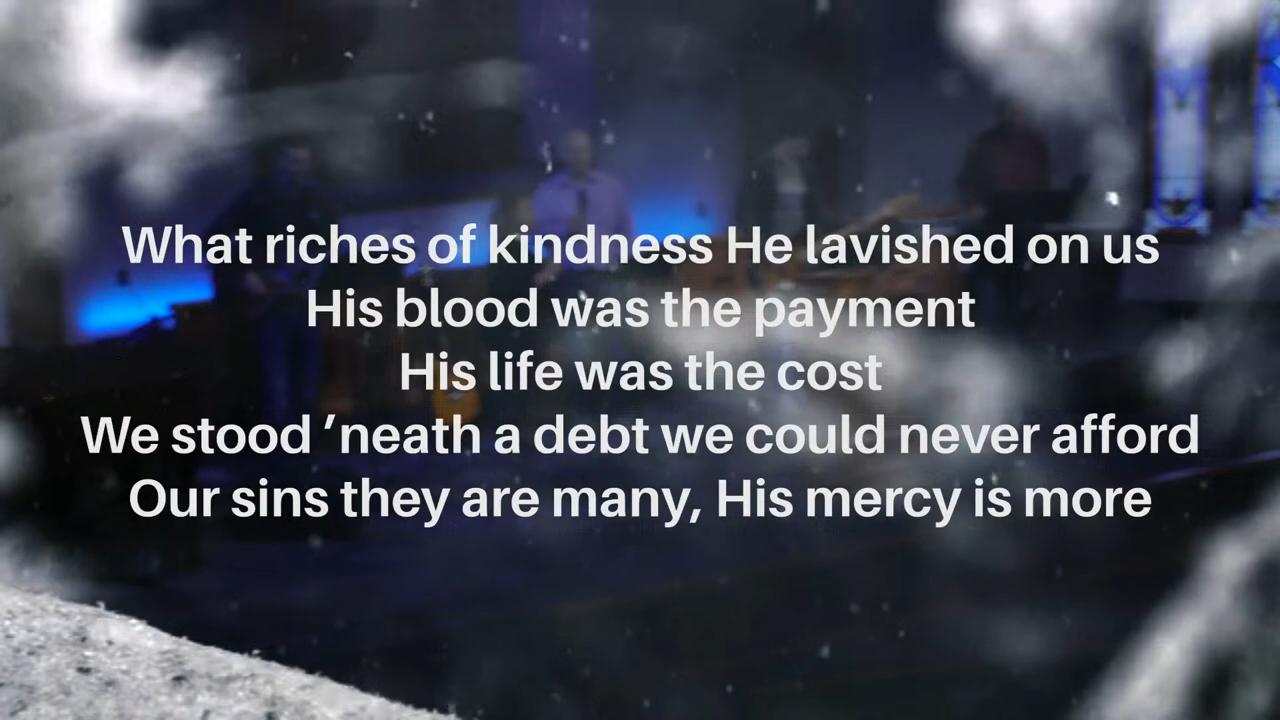 What riches of kindness He lavished on us
His blood was the payment
His life was the cost
We stood ’neath a debt we could never afford
Our sins they are many, His mercy is more